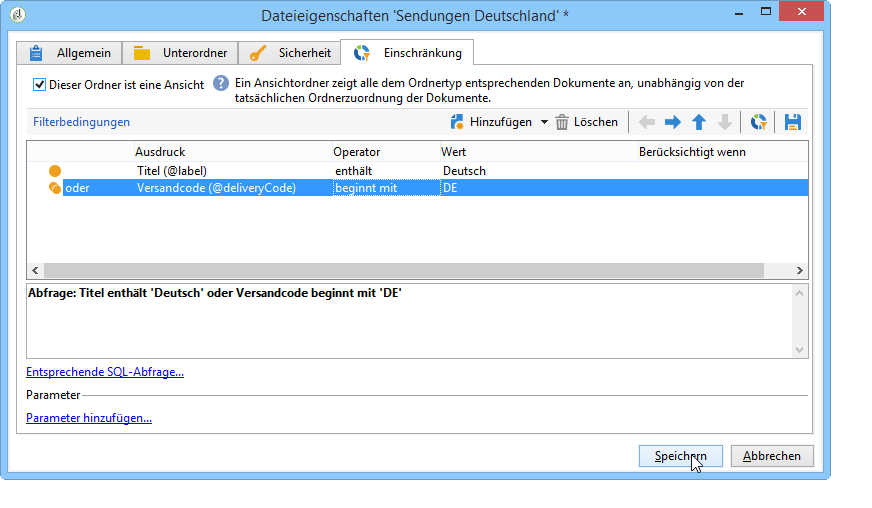 Dateieigenschaften 'Sendungen Deutschland' *
Allgemein Unterordner Sicherheit Einschränkung
Dieser Ordner ist eine Ansicht ? Ein Ansichtordner zeigt alle dem Ordnertyp entsprechenden Dokumente an, unabhängig von der
tatsächlichen Ordnerzuordnung der Dokumente.
Filterbedingungen Hinzufügen Löschen
Ausdruck Operator Wert Berücksichtigt wenn
Titel (@label) enthält Deutsch
oder Versandcode (@deliveryCode) beginnt mit DE
Abfrage: Titel enthält 'Deutsch' oder Versandcode beginnt mit 'DE'
Entsprechende SQL-Abfrage...
Parameter
Parameter hinzufügen...
Speichern Abbrechen